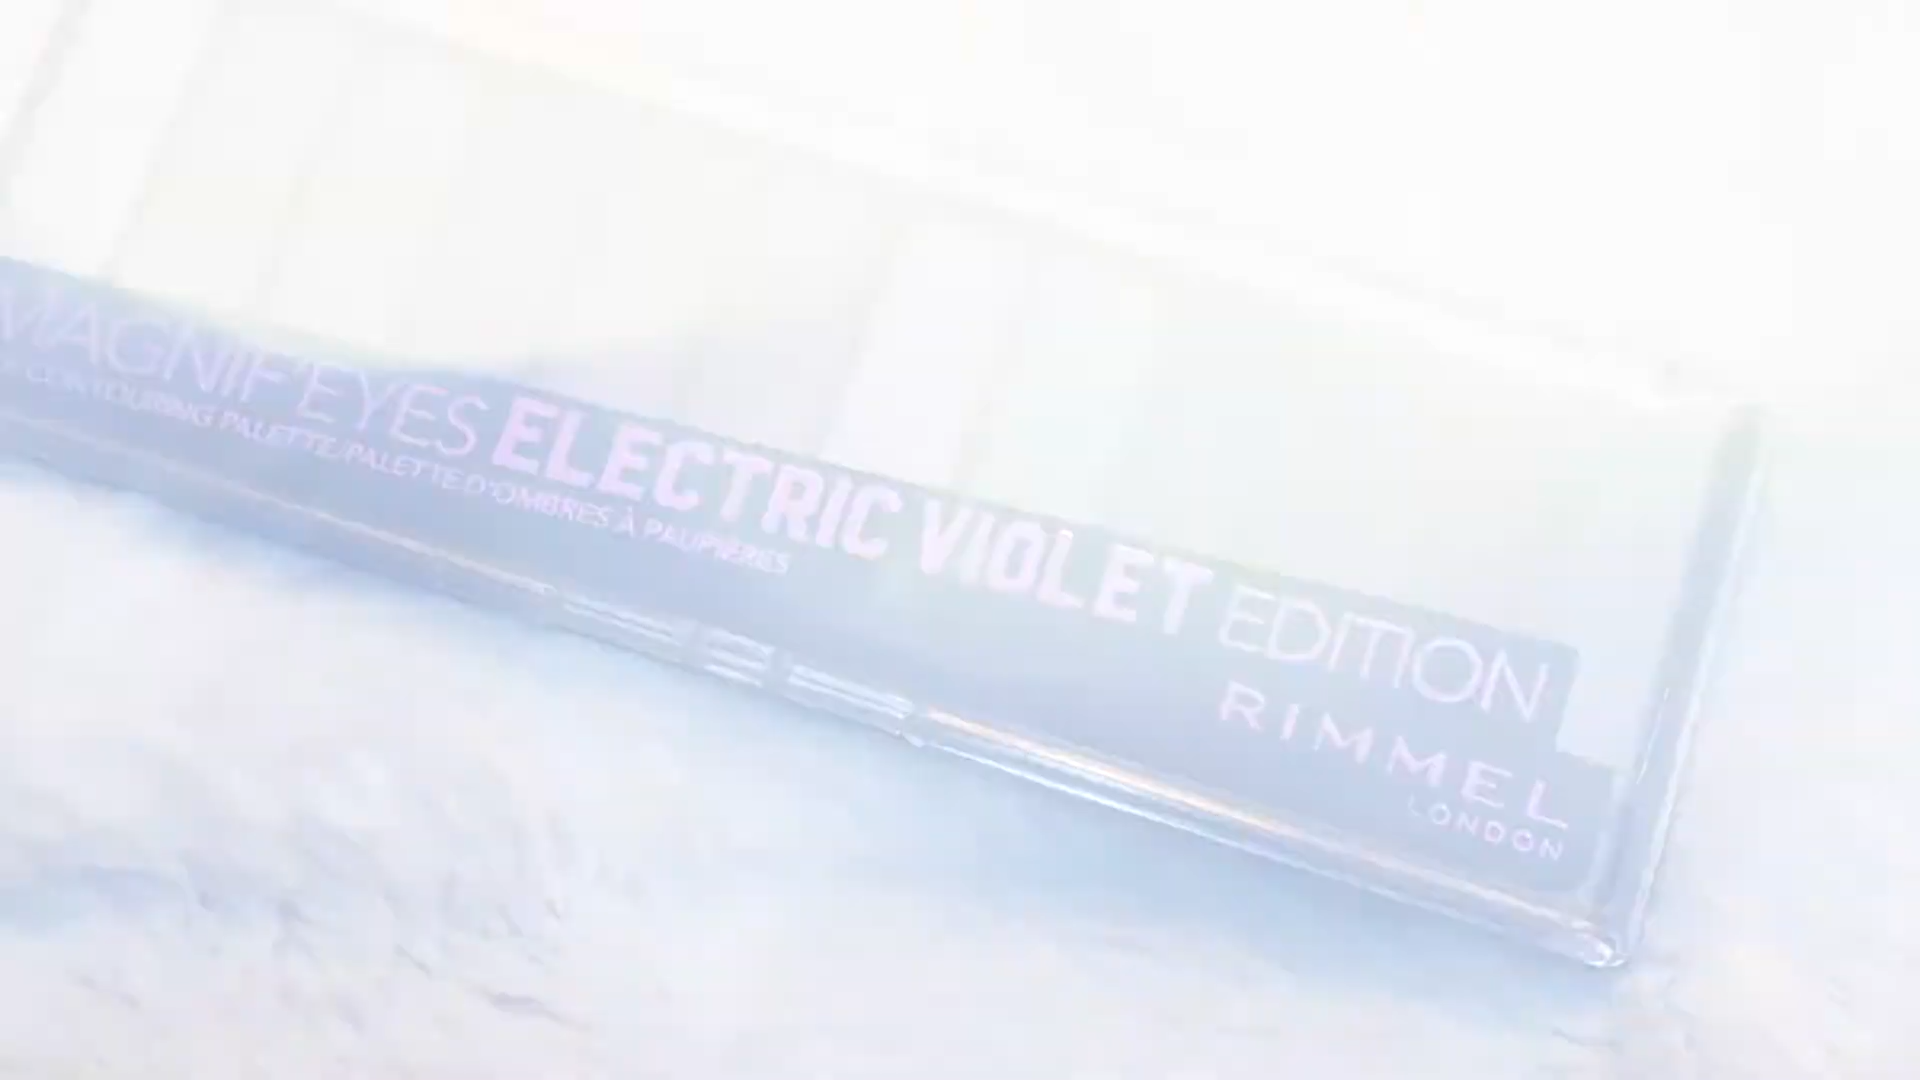 MAGNIF'EYES ELECTRIC VIOLET EDITION
CONTOURING PALETTE/PALETTE D'OMBRES À PAUPIÈRES
RIMMEL
LONDON